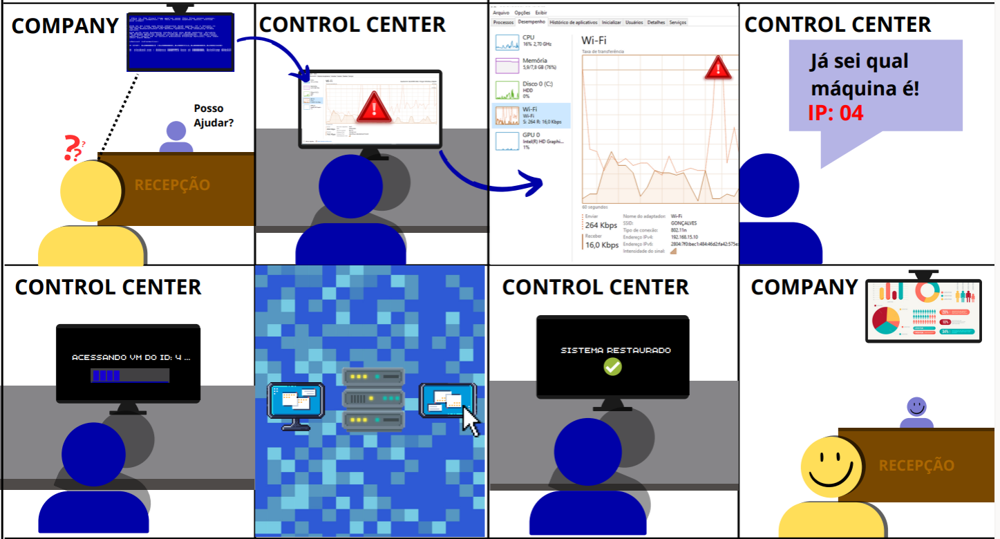 COMPANY
Posso
Ajudar?
??
?
RECEPÇÃO
CONTROL CENTER
Arquivo Opções Exibir
Processos Desempenho Histórico de aplicativos Inicializar Usuários Detalhes Serviços
CPU
16% 2,70 GHz
Memória
5,9/7,8 GB (76%)
Disco 0 (C:)
HDD
0%
Wi-Fi
Wi-Fi
S: 264 R: 16,0 Kbps
GPU 0
Intel(R) HD Graphi...
1%
Wi-Fi
Taxa de transferência
60 segundos
Enviar
264 Kbps
Receber
16,0 Kbps
Nome do adaptador: Wi-Fi
SSID: GONÇALVES
Tipo de conexão: 802.11n
Endereço IPv4: 192.168.15.10
Endereço IPv6: 2804:7f0:bec1:484:46d2:fa42:575e:
Intensidade do sinal:
CONTROL CENTER
Já sei qual
máquina é!
IP: 04
CONTROL CENTER
ACESSANDO VM DO ID: 4 ...
CONTROL CENTER
SISTEMA RESTAURADO
COMPANY
10%
34%
RECEPÇÃO